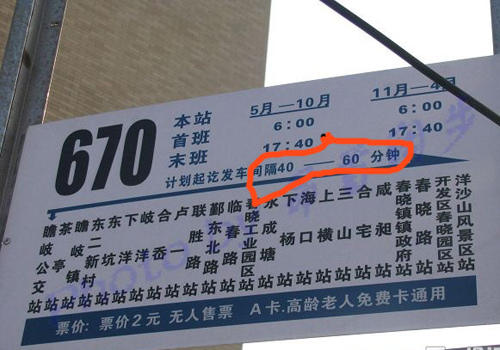 670
本站 5月—10月 11月—4月
首班 6:00 6:00
末班 17:40 17:40
计划起讫发车间隔40 — 60 分钟
瞻岐公交站
茶亭站
瞻岐镇站
东二村站
东新站
下坑站
岐洋站
合洋站
卢岙站
联胜路站
鄞东北路站
春晓工业园区站
永成塘站
下杨站
海口站
上横站
三山站
合宅站
咸昶站
春晓镇政府站
春晓站
开发区春晓园区站
洋沙山风景区站
票价：票价2元 无人售票 A卡.高龄老人免费卡通用